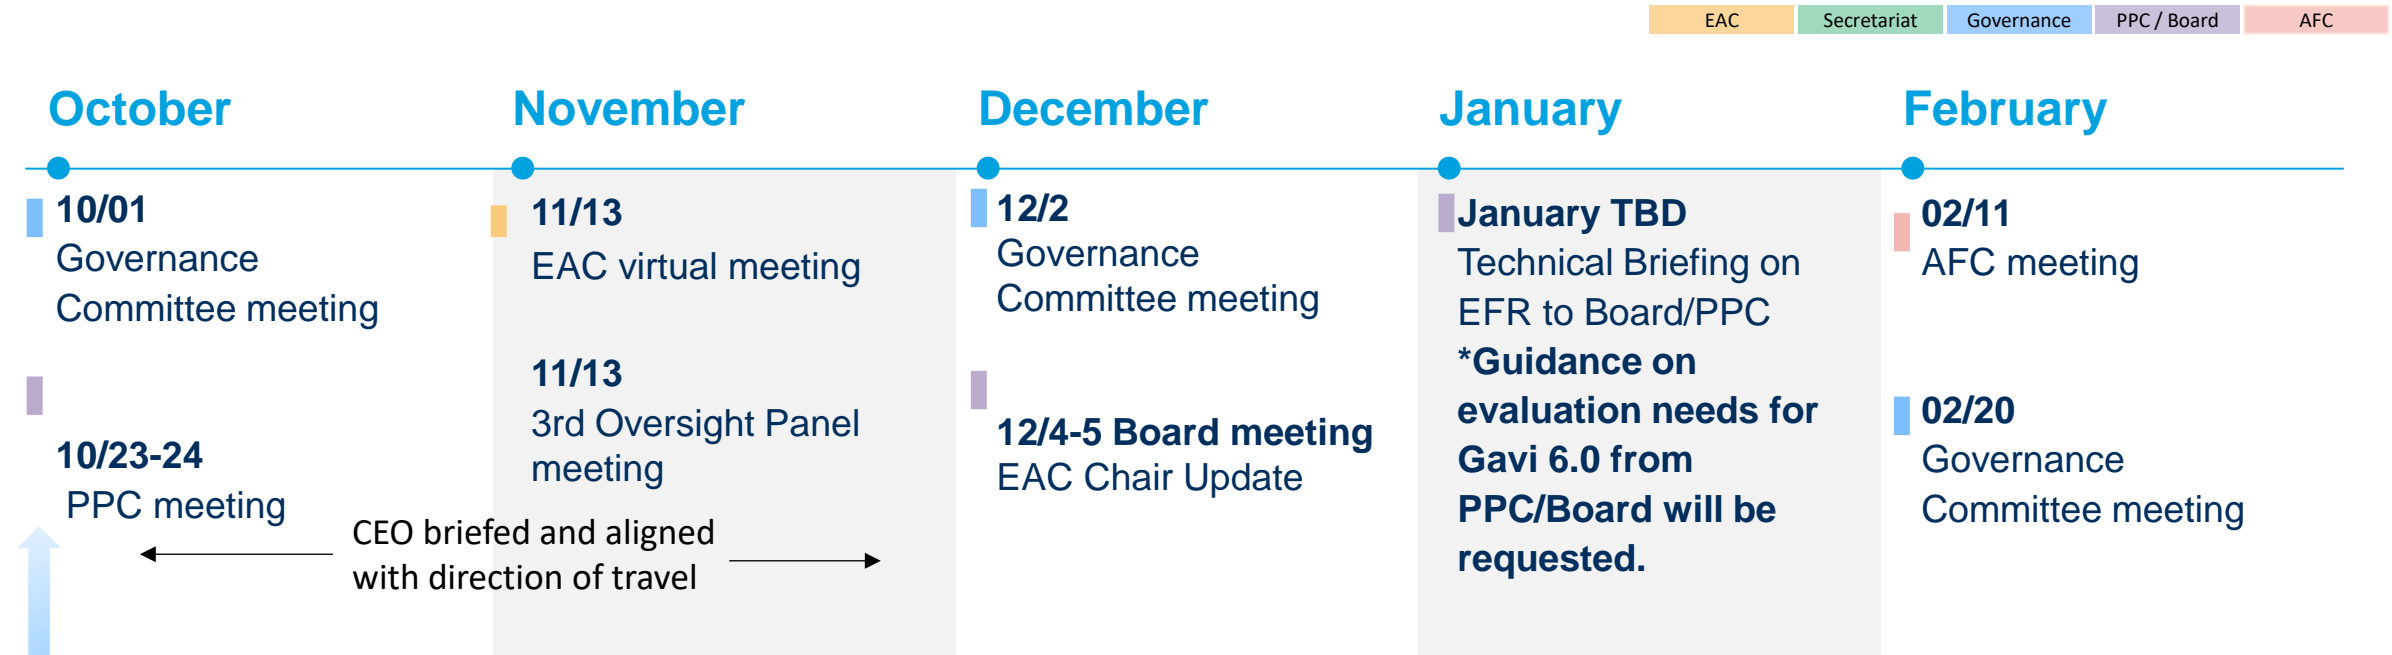 EAC
Secretariat
Governance
PPC / Board
AFC
October
November
December
January
February
10/01
Governance
Committee meeting
10/23-24
PPC meeting
CEO briefed and aligned
with direction of travel
11/13
EAC virtual meeting
11/13
3rd Oversight Panel
meeting
12/2
Governance
Committee meeting
12/4-5 Board meeting
EAC Chair Update
January TBD
Technical Briefing on
EFR to Board/PPC
*Guidance on
evaluation needs for
Gavi 6.0 from
PPC/Board will be
requested.
02/11
AFC meeting
02/20
Governance
Committee meeting